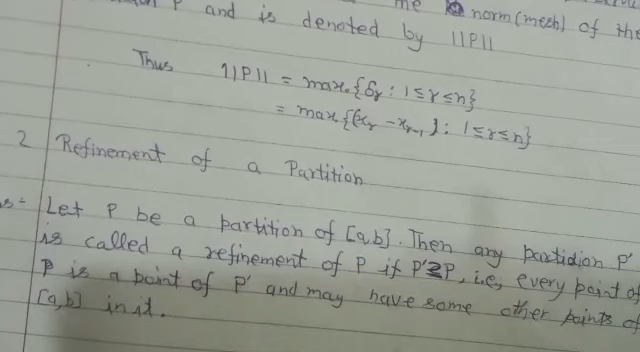 P and is denoted by ||P||
the norm (mesh) of the
Thus ||P|| = max. {δr : 1 ≤ r ≤ n}
= max {(xr - xr-1) : 1 ≤ r ≤ n}
2 Refinement of a Partition
Let P be a partition of [a,b]. Then any partidion P'
is called a refinement of P if P'⊇P, i.e, every point of
P is a point of P' and may have some other points of
[a,b] in it.